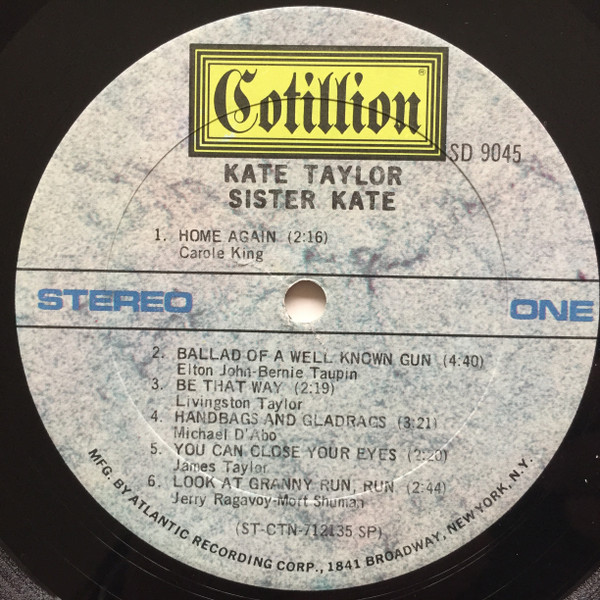 Cotillion®
SD 9045
KATE TAYLOR
SISTER KATE
1. HOME AGAIN (2:16)
Carole King
STEREO
ONE
2. BALLAD OF A WELL KNOWN GUN (4:40)
Elton John-Bernie Taupin
3. BE THAT WAY (2:19)
Livingston Taylor
4. HANDBAGS AND GLADRAGS (3:21)
Michael D'Abo
5. YOU CAN CLOSE YOUR EYES (2:20)
James Taylor
6. LOOK AT GRANNY RUN, RUN (2:44)
Jerry Ragavoy-Mort Shuman
(ST-CTN-712135 SP)
MFG. BY ATLANTIC RECORDING CORP., 1841 BROADWAY, NEW YORK, N.Y.